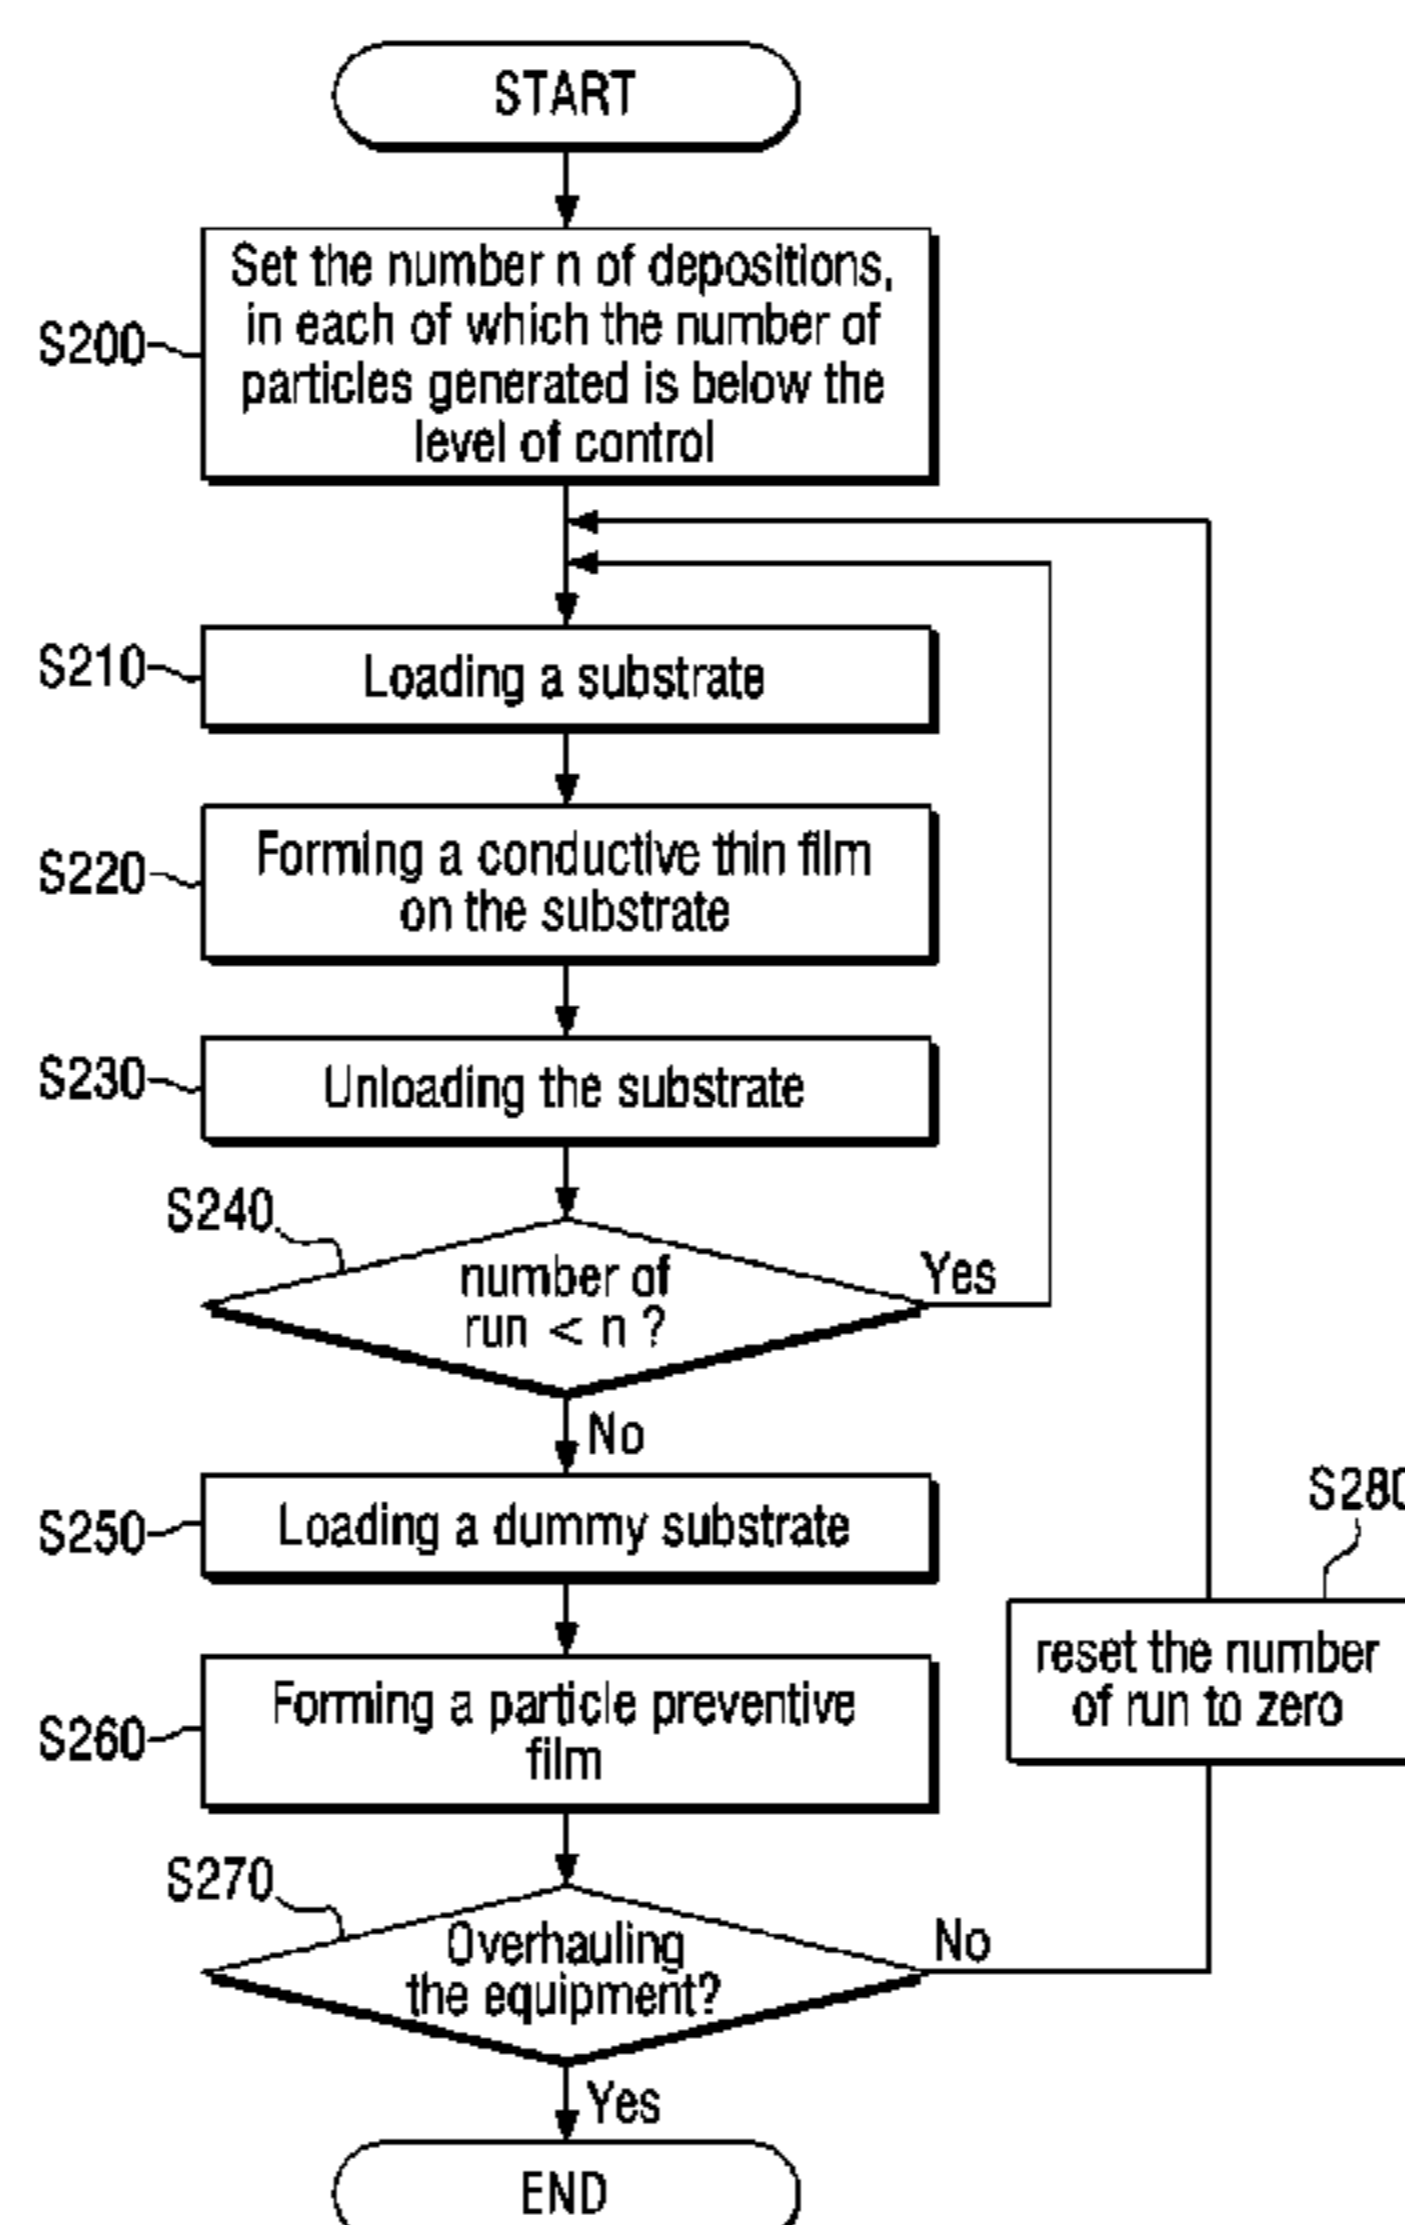 START
Set the number n of depositions,
in each of which the number of
particles generated is below the
level of control
S200
S210
Loading a substrate
S220
Forming a conductive thin film
on the substrate
S230
Unloading the substrate
S240
number of
run < n ?
Yes
No
S250
Loading a dummy substrate
S280
reset the number
of run to zero
S260
Forming a particle preventive
film
S270
Overhauling
the equipment?
No
Yes
END